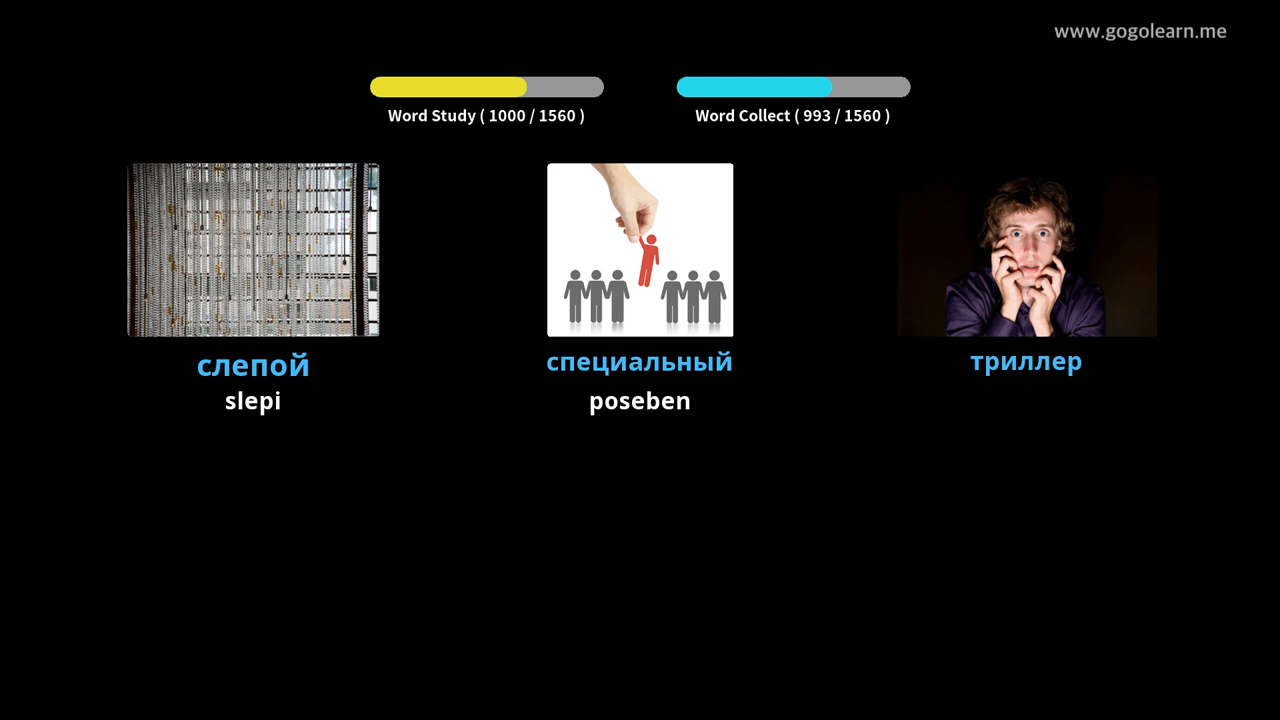 www.gogolearn.me
Word Study ( 1000 / 1560 )
Word Collect ( 993 / 1560 )
слепой
специальный
триллер
slepi
poseben